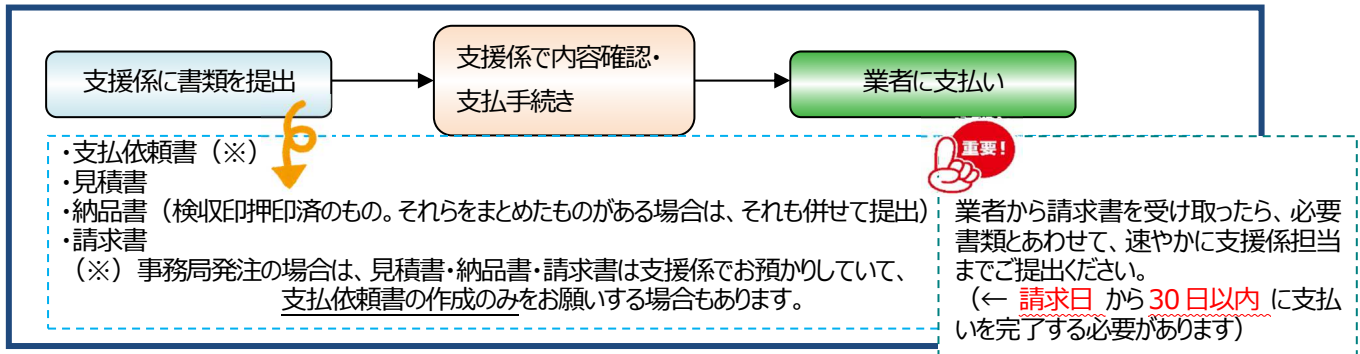 支援係に書類を提出
支援係で内容確認・
支払手続き
業者に支払い
重要!
・支払依頼書（※）
・見積書
・納品書（検収印押印済のもの。それらをまとめたものがある場合は、それも併せて提出）
・請求書
（※）事務局発注の場合は、見積書・納品書・請求書は支援係でお預かりしていて、
支払依頼書の作成のみをお願いする場合もあります。
業者から請求書を受け取ったら、必要
書類とあわせて、速やかに支援係担当
までご提出ください。
（← 請求日 から 30 日以内 に支払
いを完了する必要があります）